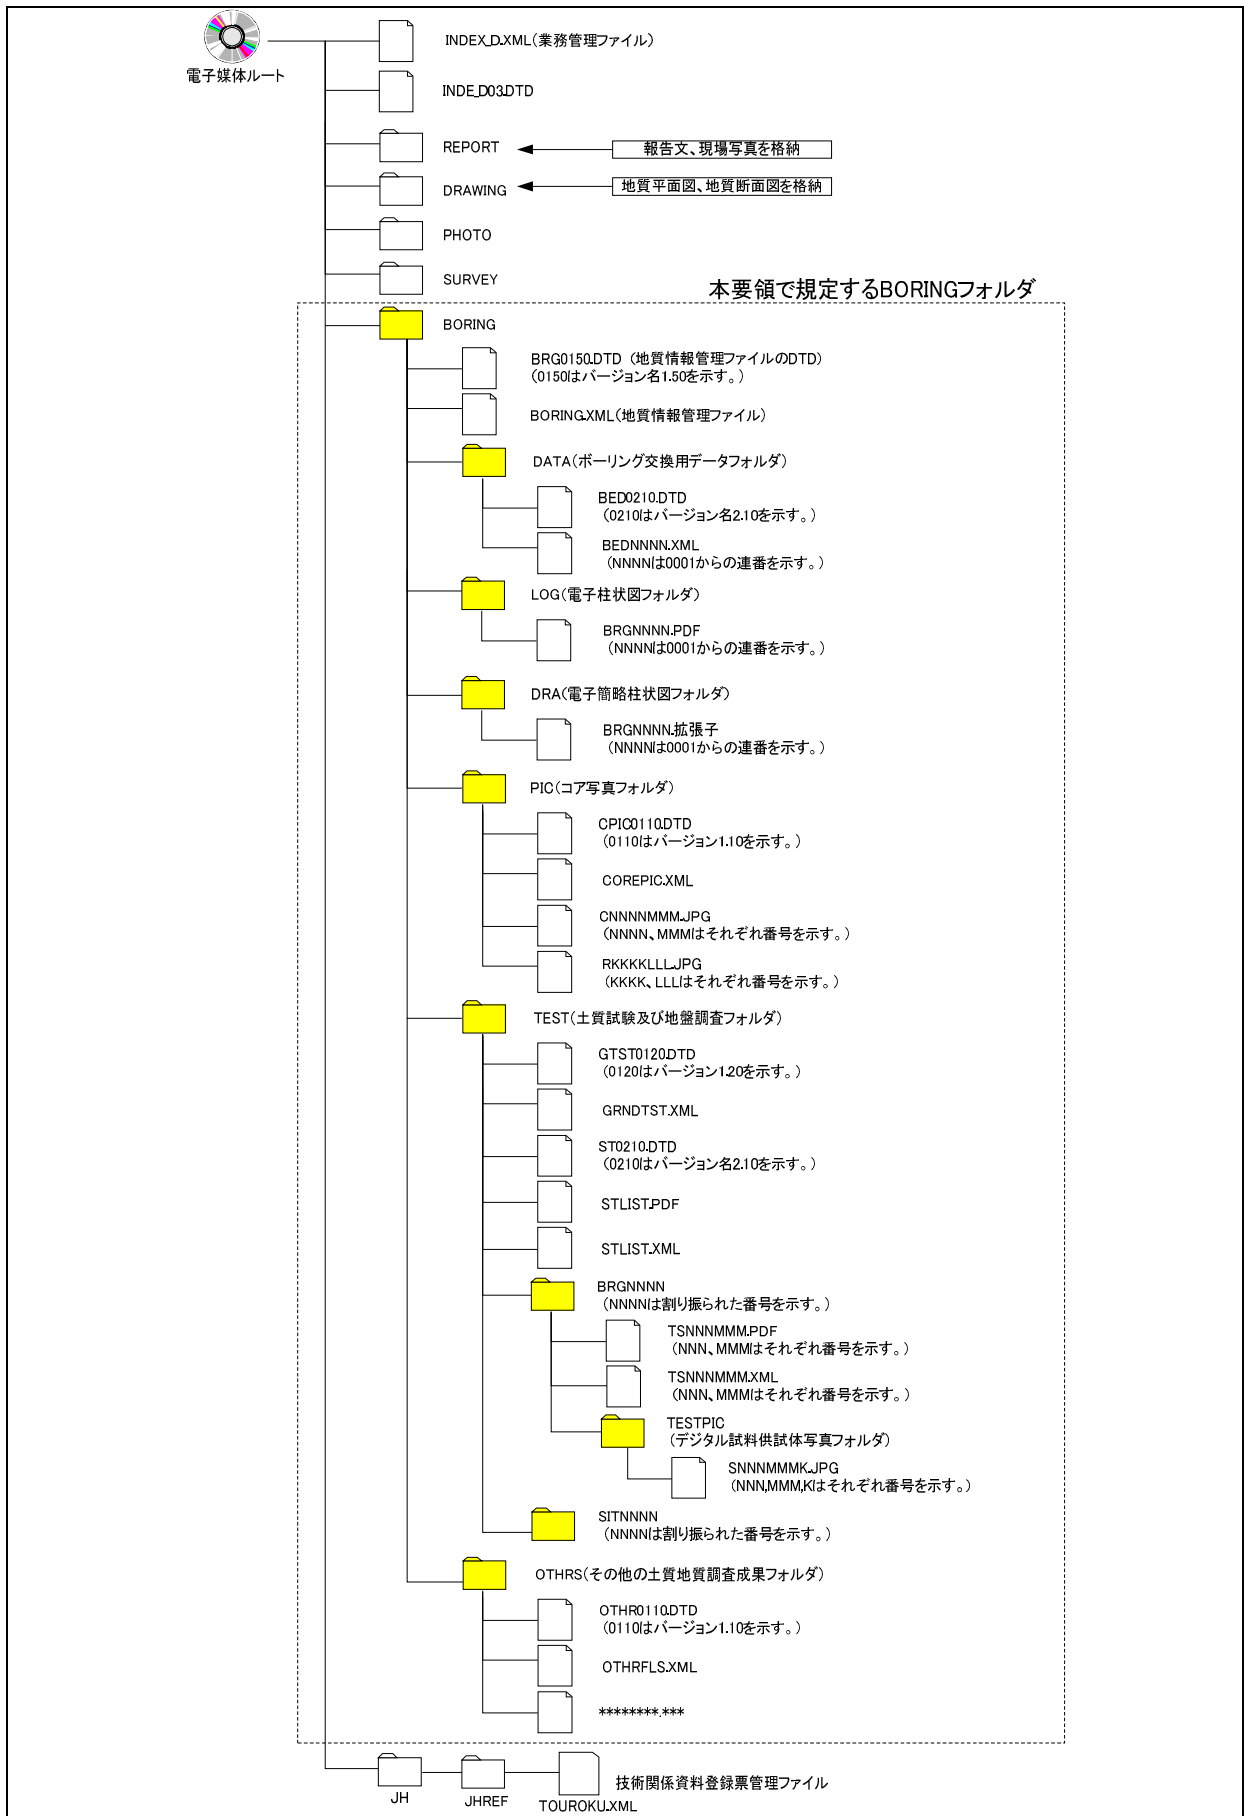 電子媒体ルート
INDEX_D.XML(業務管理ファイル)
INDE_D03.DTD
REPORT
報告文、現場写真を格納
DRAWING
地質平面図、地質断面図を格納
PHOTO
SURVEY
本要領で規定するBORINGフォルダ
BORING
BRG0150.DTD (地質情報管理ファイルのDTD)
(0150はバージョン名1.50を示す。)
BORING.XML(地質情報管理ファイル)
DATA(ボーリング交換用データフォルダ)
BED0210.DTD
(0210はバージョン名2.10を示す。)
BEDNNNN.XML
(NNNNは0001からの連番を示す。)
LOG(電子柱状図フォルダ)
BRGNNNN.PDF
(NNNNは0001からの連番を示す。)
DRA(電子簡略柱状図フォルダ)
BRGNNNN.拡張子
(NNNNは0001からの連番を示す。)
PIC(コア写真フォルダ)
CPIC0110.DTD
(0110はバージョン1.10を示す。)
COREPIC.XML
CNNNNMMM.JPG
(NNNN、MMMはそれぞれ番号を示す。)
RKKKKLLL.JPG
(KKKK、LLLはそれぞれ番号を示す。)
TEST(土質試験及び地盤調査フォルダ)
GTST0120.DTD
(0120はバージョン1.20を示す。)
GRNDTST.XML
ST0210.DTD
(0210はバージョン名2.10を示す。)
STLIST.PDF
STLIST.XML
BRGNNNN
(NNNNは割り振られた番号を示す。)
TSNNNMMM.PDF
(NNN、MMMはそれぞれ番号を示す。)
TSNNNMMM.XML
(NNN、MMMはそれぞれ番号を示す。)
TESTPIC
(デジタル試料供試体写真フォルダ)
SNNNMMMK.JPG
(NNN,MMM,Kはそれぞれ番号を示す。)
SITNNNN
(NNNNは割り振られた番号を示す。)
OTHRS(その他の土質地質調査成果フォルダ)
OTHR0110.DTD
(0110はバージョン1.10を示す。)
OTHRFLS.XML
********.***
JH
JHREF
TOUROKU.XML
技術関係資料登録票管理ファイル